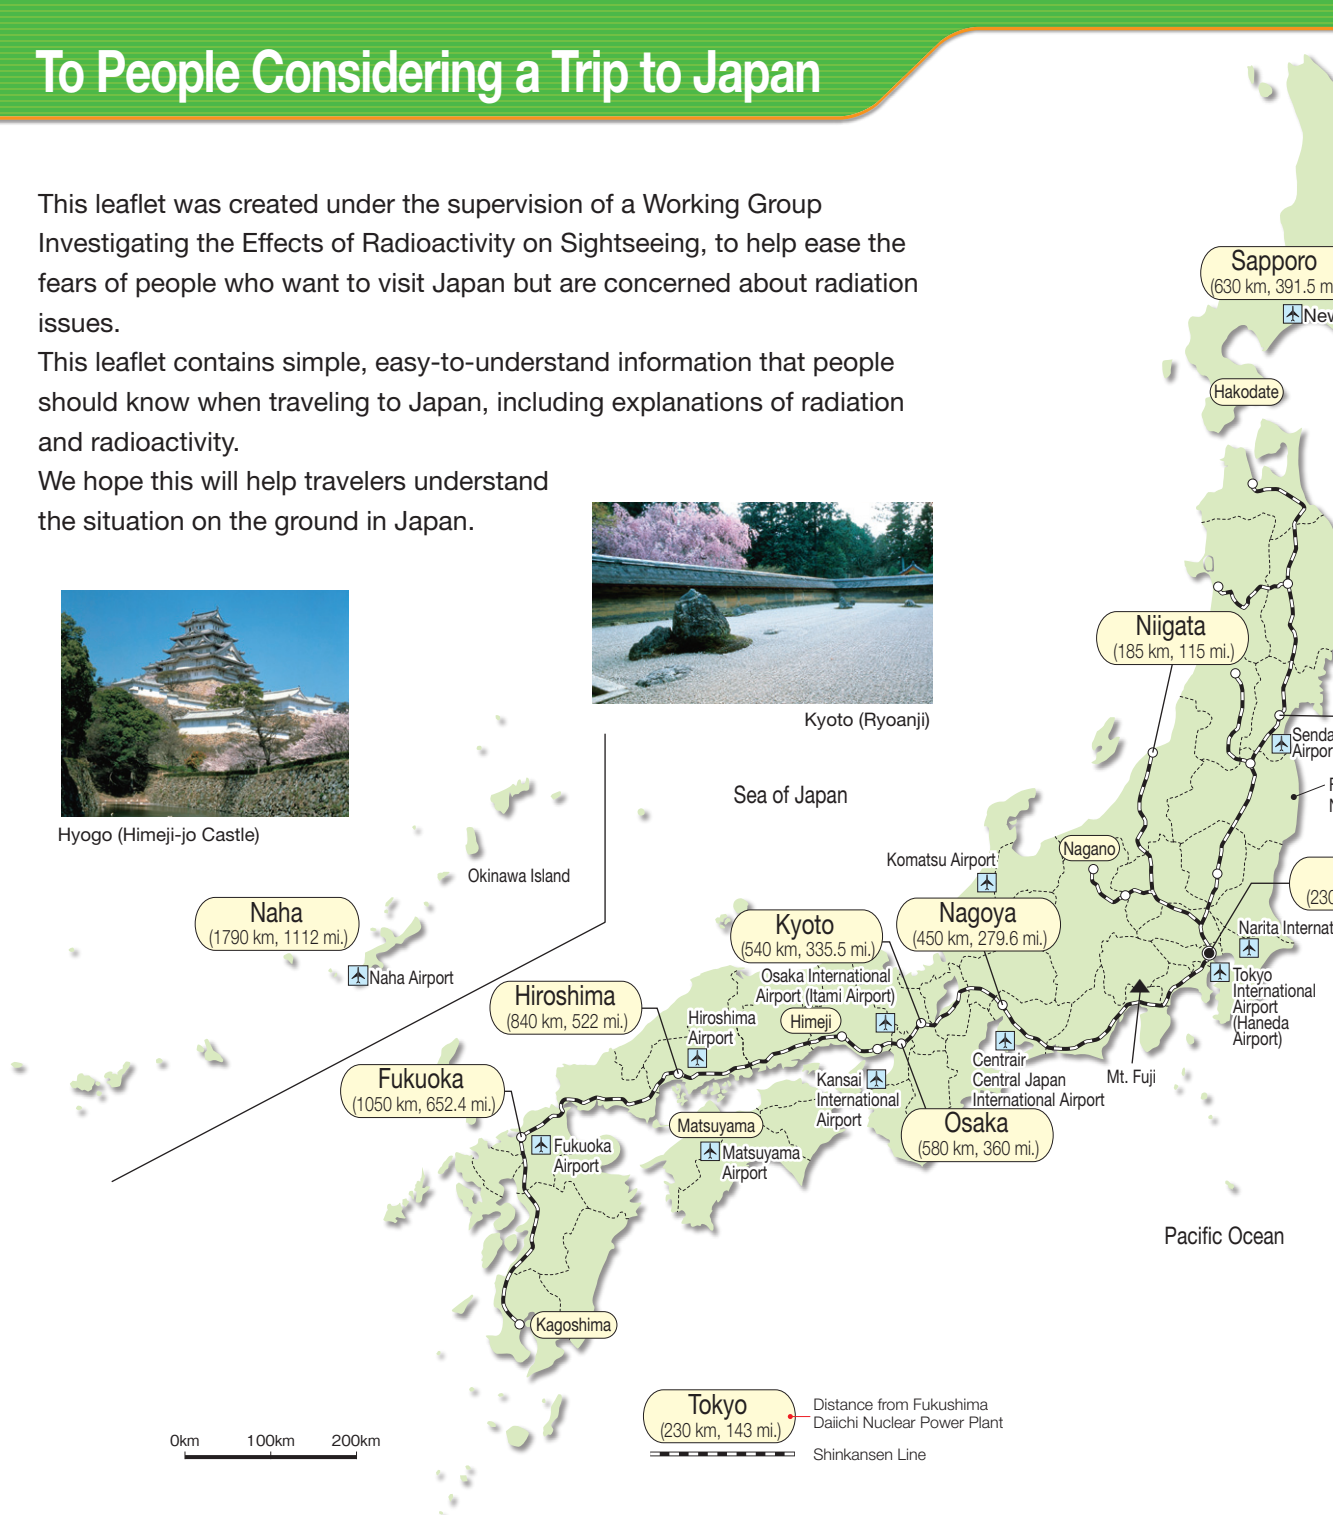 To People Considering a Trip to Japan
This leaflet was created under the supervision of a Working Group
Investigating the Effects of Radioactivity on Sightseeing, to help ease the
fears of people who want to visit Japan but are concerned about radiation
issues.
This leaflet contains simple, easy-to-understand information that people
should know when traveling to Japan, including explanations of radiation
and radioactivity.
We hope this will help travelers understand
the situation on the ground in Japan.
Kyoto (Ryoanji)
Hyogo (Himeji-jo Castle)
Sapporo
(630 km, 391.5 m
New
Hakodate
Niigata
(185 km, 115 mi.)
Senda
Airpor
Sea of Japan
Nagano
Komatsu Airport
Okinawa Island
Naha
(1790 km, 1112 mi.)
Naha Airport
Kyoto
(540 km, 335.5 mi.)
Nagoya
(450 km, 279.6 mi.)
(230
Narita Internat
Tokyo
International
Airport
(Haneda
Airport)
Osaka International
Airport (Itami Airport)
Hiroshima
(840 km, 522 mi.)
Hiroshima
Airport
Himeji
Centrair
Central Japan
International Airport
Mt. Fuji
Kansai
International
Airport
Fukuoka
(1050 km, 652.4 mi.)
Fukuoka
Airport
Matsuyama
Matsuyama
Airport
Osaka
(580 km, 360 mi.)
Pacific Ocean
Kagoshima
Tokyo
(230 km, 143 mi.)
Distance from Fukushima
Daiichi Nuclear Power Plant
Shinkansen Line
0km 100km 200km